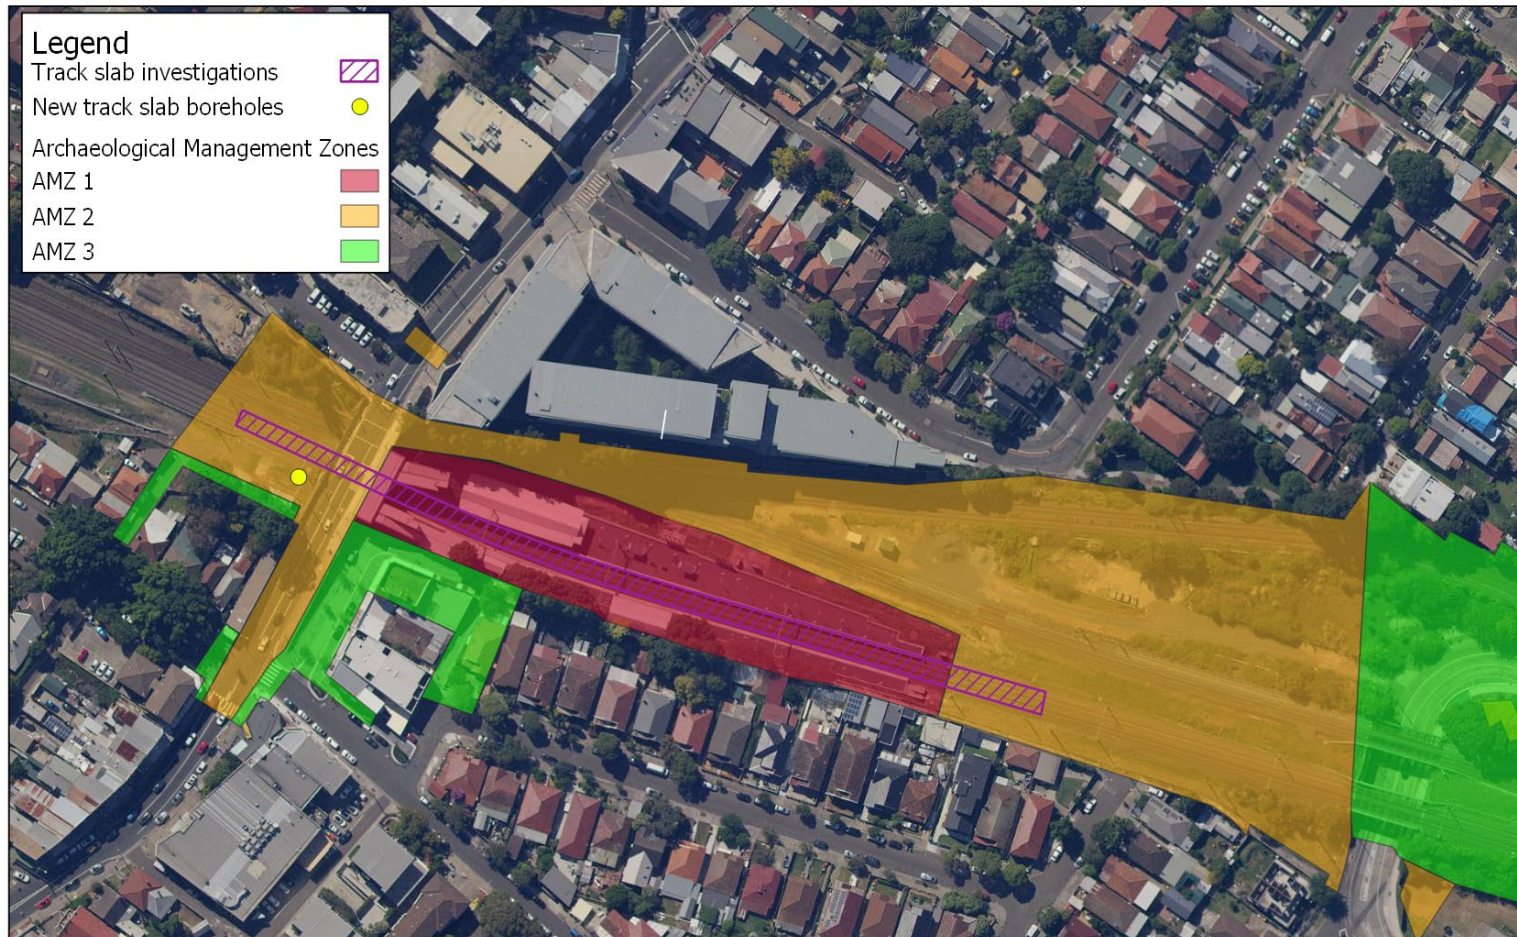 Legend
Track slab investigations
New track slab boreholes
Archaeological Management Zones
AMZ 1
AMZ 2
AMZ 3